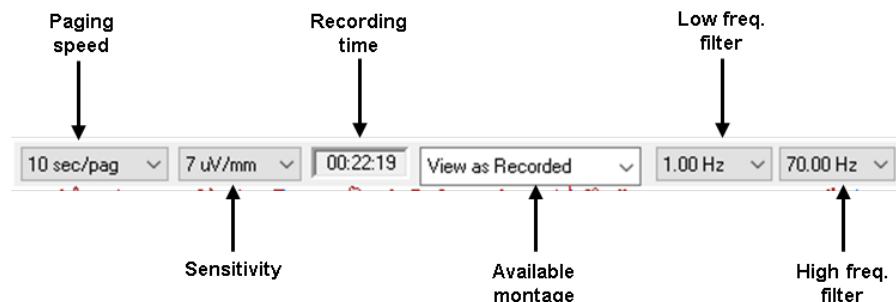 Paging
speed
Recording
time
Low freq.
filter
10 sec/pag
7 uV/mm
00:22:19
View as Recorded
1.00 Hz
70.00 Hz
Sensitivity
Available
montage
High freq.
filter